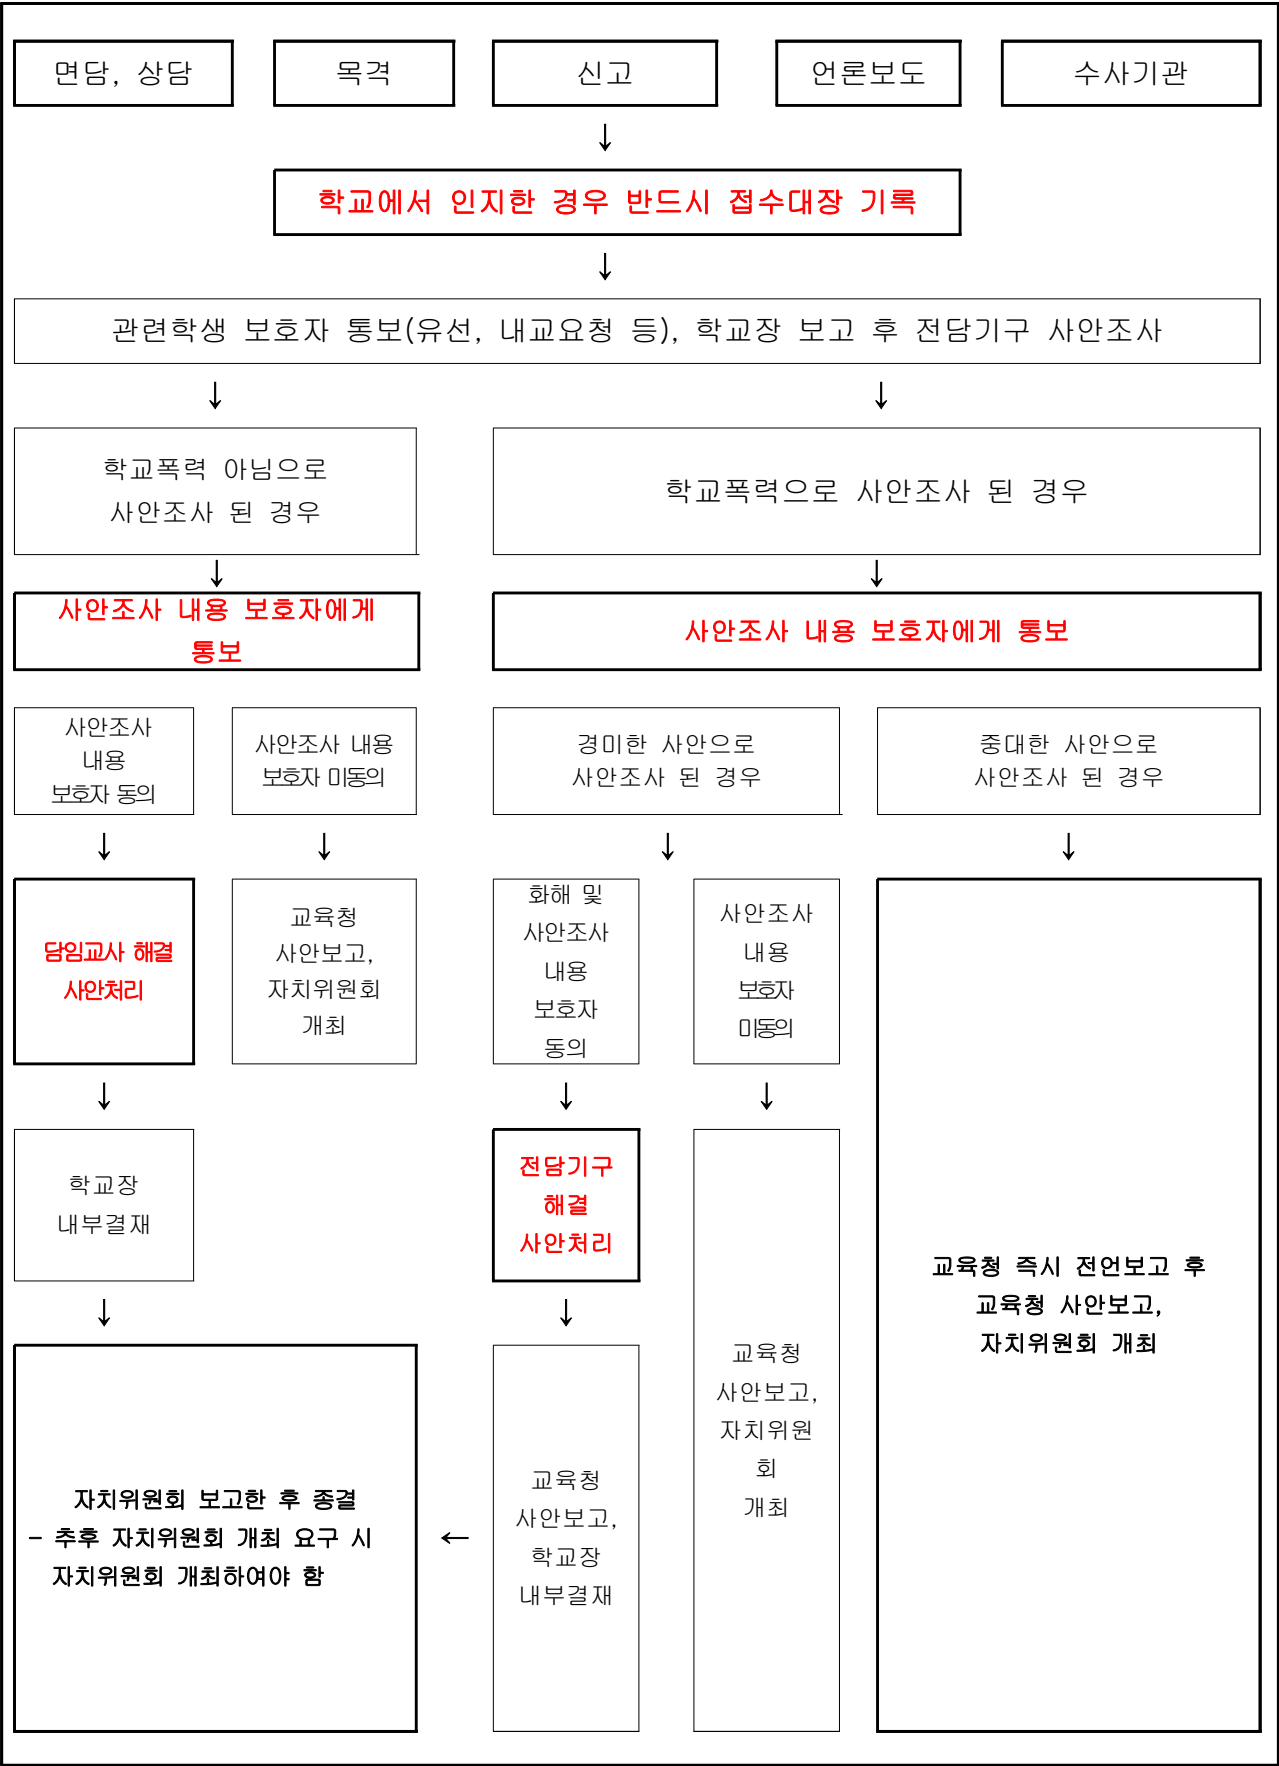 면담, 상담
목격
신고
언론보도
수사기관
↓
학교에서 인지한 경우 반드시 접수대장 기록
↓
관련학생 보호자 통보(유선, 내교요청 등), 학교장 보고 후 전담기구 사안조사
↓
↓
학교폭력 아님으로
사안조사 된 경우
학교폭력으로 사안조사 된 경우
↓
↓
사안조사 내용 보호자에게
통보
사안조사 내용 보호자에게 통보
사안조사
내용
보호자 동의
사안조사 내용
보호자 미동의
경미한 사안으로
사안조사 된 경우
중대한 사안으로
사안조사 된 경우
↓
↓
↓
↓
담임교사 해결
사안처리
교육청
사안보고,
자치위원회
개최
화해 및
사안조사
내용
보호자
동의
사안조사
내용
보호자
미동의
↓
↓
↓
학교장
내부결재
전담기구
해결
사안처리
교육청
사안보고,
자치위원
회
개최
교육청 즉시 전언보고 후
교육청 사안보고,
자치위원회 개최
↓
↓
자치위원회 보고한 후 종결
- 추후 자치위원회 개최 요구 시
자치위원회 개최하여야 함
←
교육청
사안보고,
학교장
내부결재